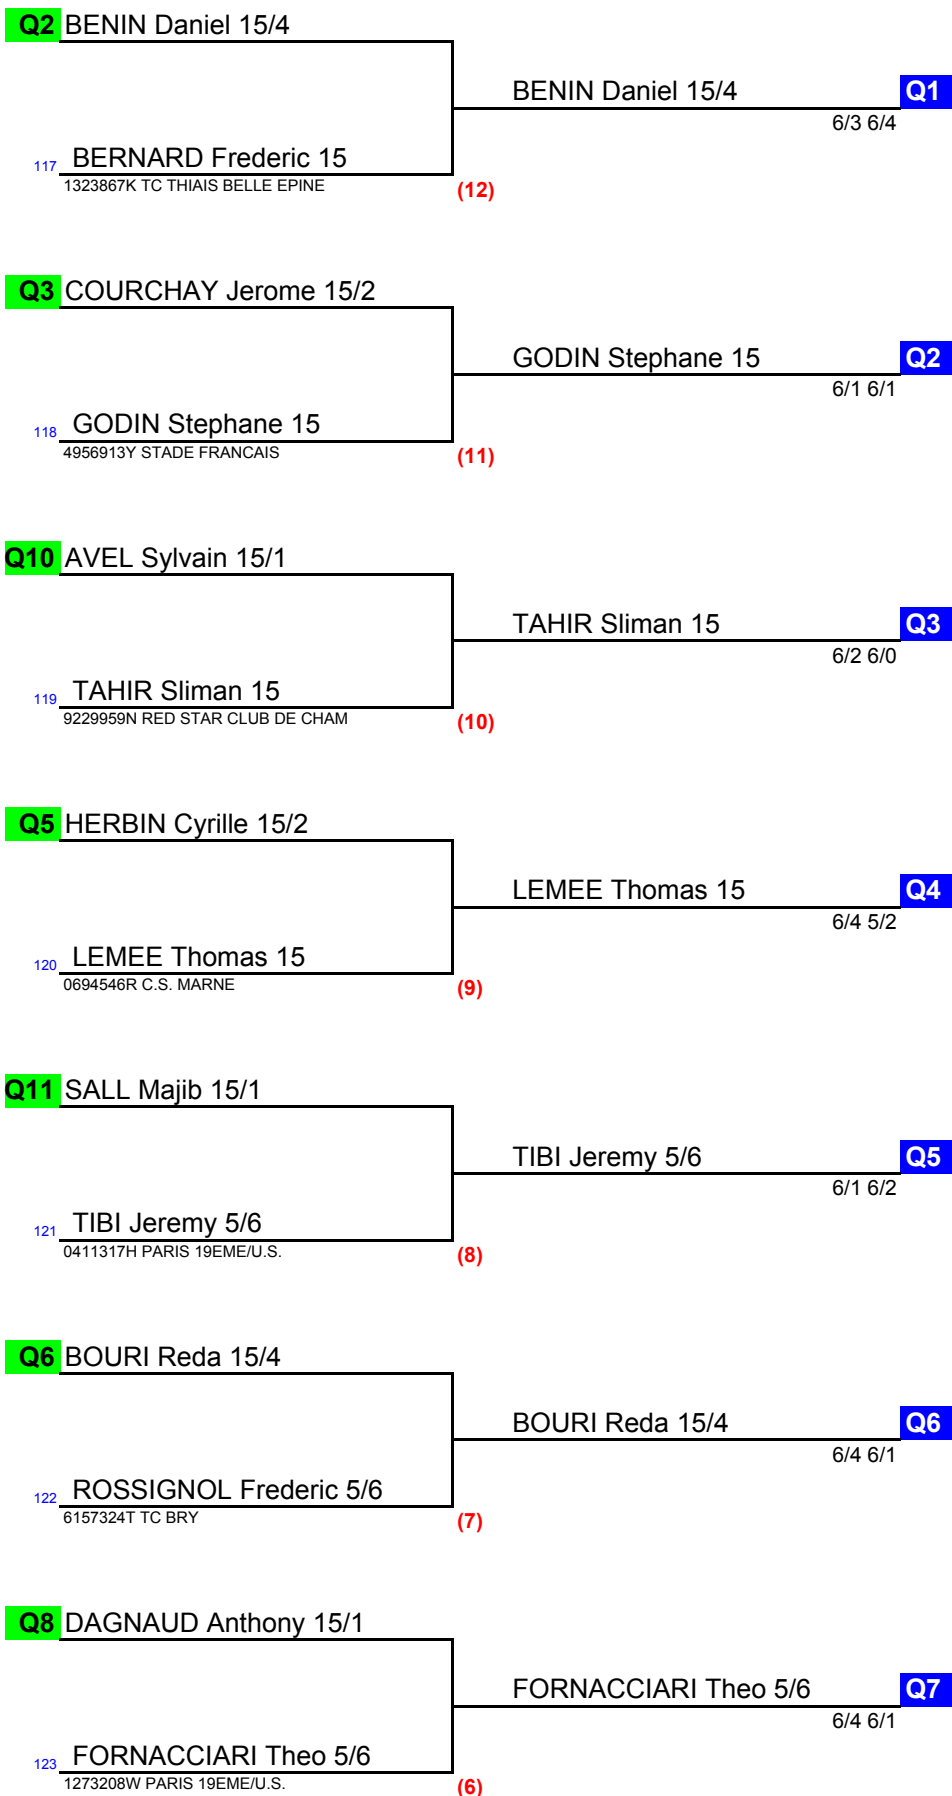 Q2 BENIN Daniel 15/4
BENIN Daniel 15/4 Q1
6/3 6/4
117 BERNARD Frederic 15
1323867K TC THIAIS BELLE EPINE
(12)
Q3 COURCHAY Jerome 15/2
GODIN Stephane 15 Q2
6/1 6/1
118 GODIN Stephane 15
4956913Y STADE FRANCAIS
(11)
Q10 AVEL Sylvain 15/1
TAHIR Sliman 15 Q3
6/2 6/0
119 TAHIR Sliman 15
9229959N RED STAR CLUB DE CHAM
(10)
Q5 HERBIN Cyrille 15/2
LEMEE Thomas 15 Q4
6/4 5/2
120 LEMEE Thomas 15
0694546R C.S. MARNE
(9)
Q11 SALL Majib 15/1
TIBI Jeremy 5/6 Q5
6/1 6/2
121 TIBI Jeremy 5/6
0411317H PARIS 19EME/U.S.
(8)
Q6 BOURI Reda 15/4
BOURI Reda 15/4 Q6
6/4 6/1
122 ROSSIGNOL Frederic 5/6
6157324T TC BRY
(7)
Q8 DAGNAUD Anthony 15/1
FORNACCIARI Theo 5/6 Q7
6/4 6/1
123 FORNACCIARI Theo 5/6
1273208W PARIS 19EME/U.S.
(6)